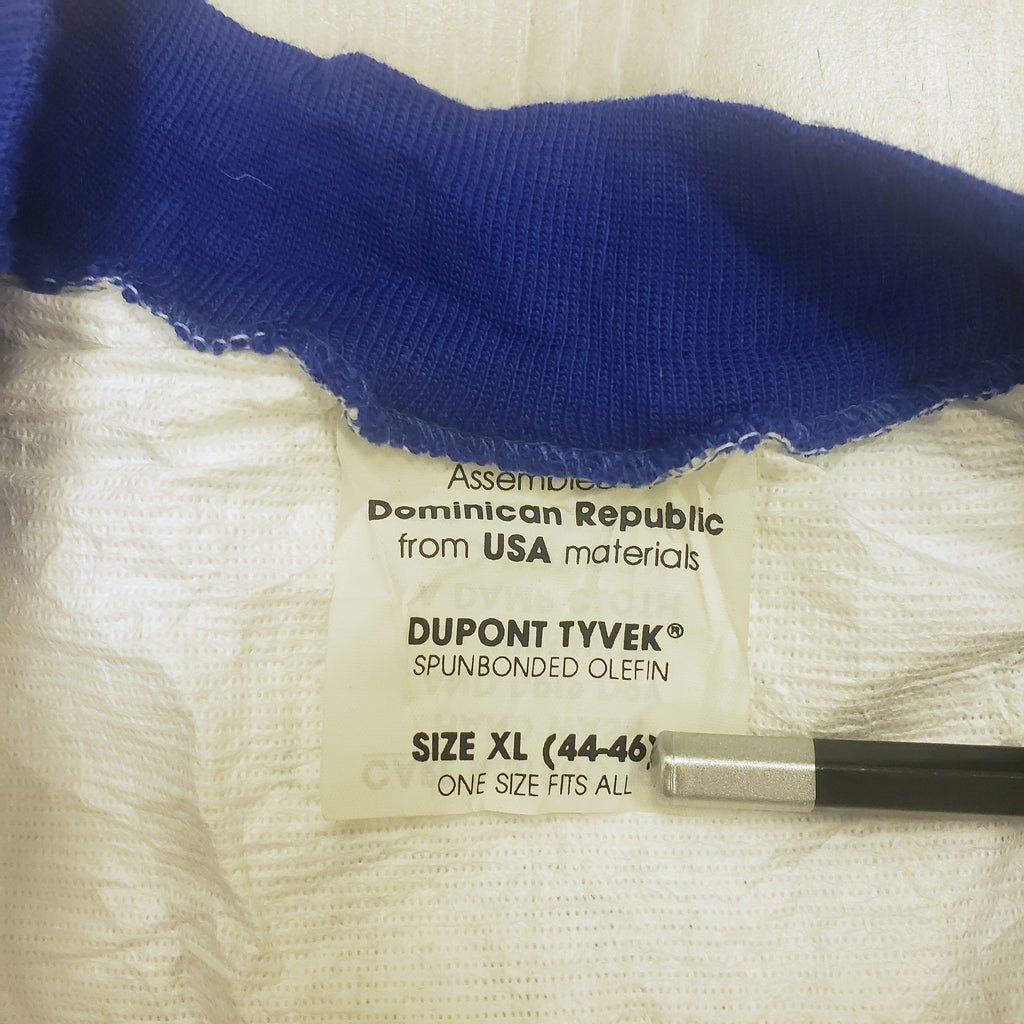 Dominican Republic
from USA materials
DUPONT TYVEK®
SPUNBONDED OLEFIN
SIZE XL (44-46)
ONE SIZE FITS ALL